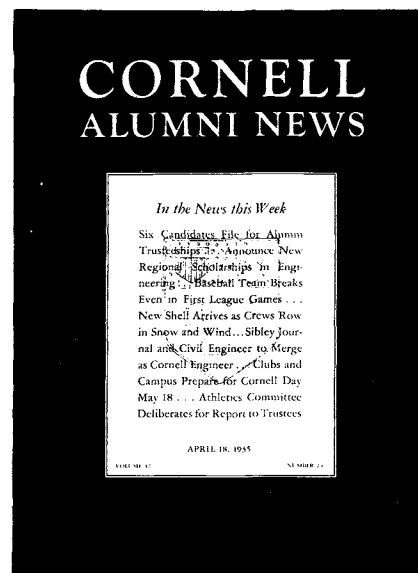 CORNELL
ALUMNI NEWS
In the News this Week
Six Candidates File for Alumni
Trusteeships . . . Announce New
Regional Scholarships in Engi-
neering . . . Baseball Team Breaks
Even in First League Games . . .
New Shell Arrives as Crews Row
in Snow and Wind . . . Sibley Jour-
nal and Civil Engineer to Merge
as Cornell Engineer . . . Clubs and
Campus Prepare for Cornell Day
May 18 . . . Athletics Committee
Deliberates for Report to Trustees
APRIL 18, 1935
VOLUME 37
NUMBER